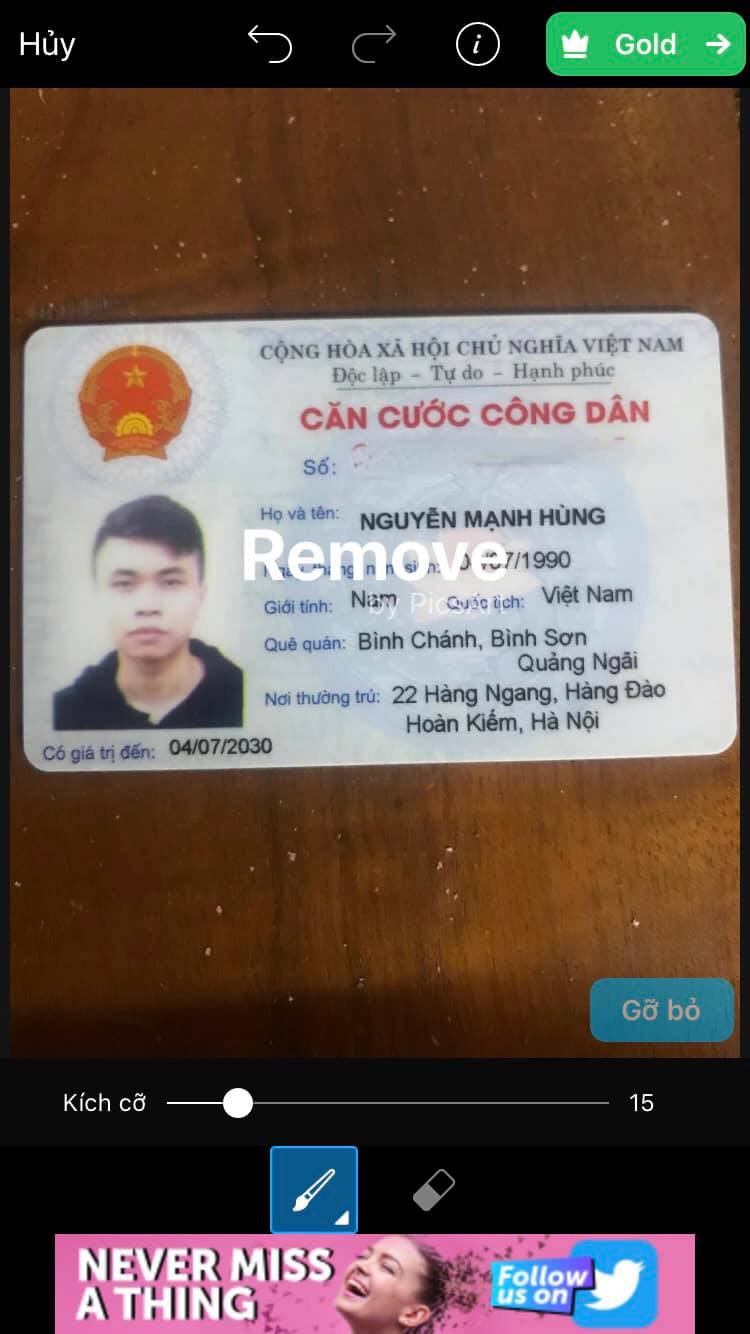 Hủy
i
Gold
CỘNG HÒA XÃ HỘI CHỦ NGHĨA VIỆT NAM
Độc lập - Tự do - Hạnh phúc
CĂN CƯỚC CÔNG DÂN
Số:
Họ và tên: NGUYỄN MẠNH HÙNG
Remove
/07/1990
by PicsArt
Giới tính: Nam Quốc tịch: Việt Nam
Quê quán: Bình Chánh, Bình Sơn
Quảng Ngãi
Nơi thường trú: 22 Hàng Ngang, Hàng Đào
Hoàn Kiếm, Hà Nội
Có giá trị đến: 04/07/2030
Gỡ bỏ
Kích cỡ 15
NEVER MISS
A THING
Follow
us on